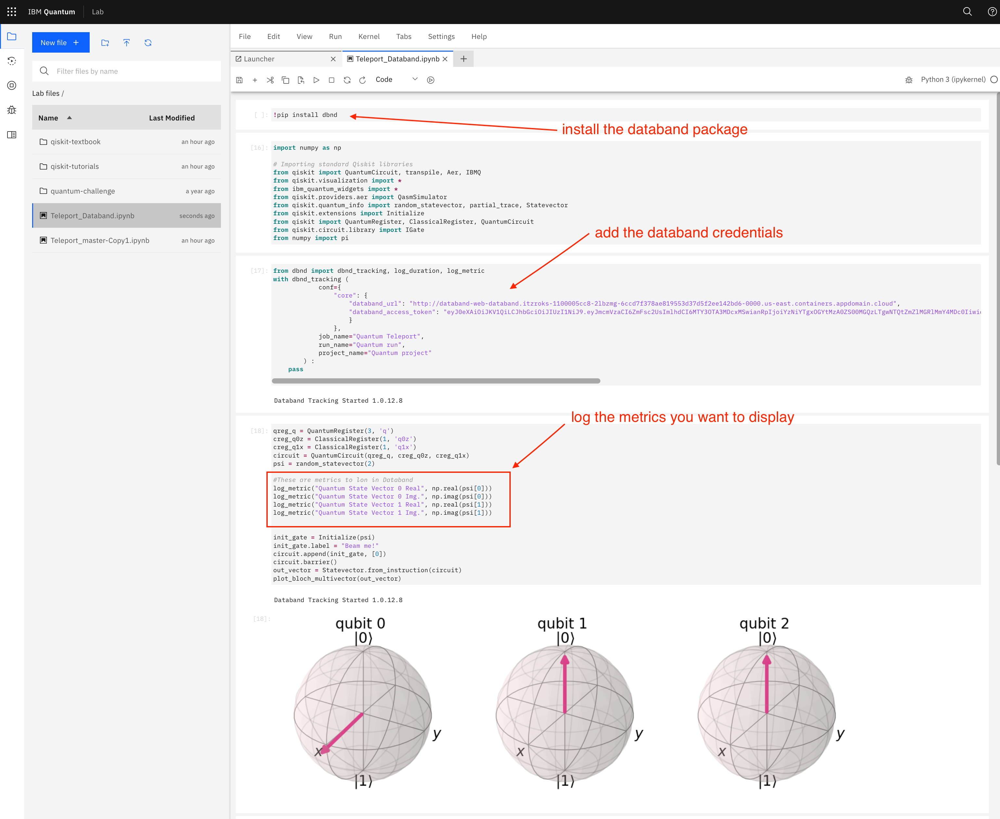 IBM Quantum Lab
New file +
Filter files by name
Lab files /
Name Last Modified
qiskit-textbook an hour ago
qiskit-tutorials an hour ago
quantum-challenge a year ago
Teleport_Databand.ipynb seconds ago
Teleport_master-Copy1.ipynb an hour ago
File Edit View Run Kernel Tabs Settings Help
Launcher Teleport_Databand.ipynb
Code Python 3 (ipykernel)
[ ]: !pip install dbnd
install the databand package
[16]: import numpy as np
# Importing standard Qiskit libraries
from qiskit import QuantumCircuit, transpile, Aer, IBMQ
from qiskit.visualization import *
from ibm_quantum_widgets import *
from qiskit.providers.aer import QasmSimulator
from qiskit.quantum_info import random_statevector, partial_trace, Statevector
from qiskit.extensions import Initialize
from qiskit import QuantumRegister, ClassicalRegister, QuantumCircuit
from qiskit.circuit.library import IGate
from numpy import pi
add the databand credentials
[17]: from dbnd import dbnd_tracking, log_duration, log_metric
with dbnd_tracking (
conf={
"core": {
"databand_url": "http://databand-web-databand.itzroks-1100005cc8-2lbzmg-6ccd7f378ae819553d37d5f2ee142bd6-0000.us-east.containers.appdomain.cloud",
"databand_access_token":
}
},
job_name="Quantum Teleport",
run_name="Quantum run",
project_name="Quantum project"
) :
pass
Databand Tracking Started 1.0.12.8
log the metrics you want to display
[18]: qreg_q = QuantumRegister(3, 'q')
creg_q0z = ClassicalRegister(1, 'q0z')
creg_q1x = ClassicalRegister(1, 'q1x')
circuit = QuantumCircuit(qreg_q, creg_q0z, creg_q1x)
psi = random_statevector(2)
#These are metrics to lon in Databand
log_metric("Quantum State Vector 0 Real", np.real(psi[0]))
log_metric("Quantum State Vector 0 Img.", np.imag(psi[0]))
log_metric("Quantum State Vector 1 Real", np.real(psi[1]))
log_metric("Quantum State Vector 1 Img.", np.imag(psi[1]))
init_gate = Initialize(psi)
init_gate.label = "Beam me!"
circuit.append(init_gate, [0])
circuit.barrier()
out_vector = Statevector.from_instruction(circuit)
plot_bloch_multivector(out_vector)
Databand Tracking Started 1.0.12.8
[18]:
qubit 0 qubit 1 qubit 2
|0⟩ |0⟩ |0⟩
y y y
x x x
|1⟩ |1⟩ |1⟩